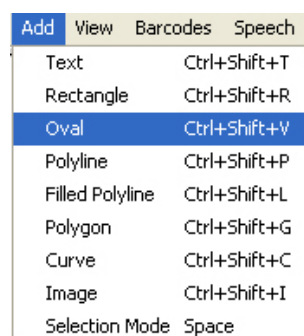 Add View Barcodes Speech
Text Ctrl+Shift+T
Rectangle Ctrl+Shift+R
Oval Ctrl+Shift+V
Polyline Ctrl+Shift+P
Filled Polyline Ctrl+Shift+L
Polygon Ctrl+Shift+G
Curve Ctrl+Shift+C
Image Ctrl+Shift+I
Selection Mode Space